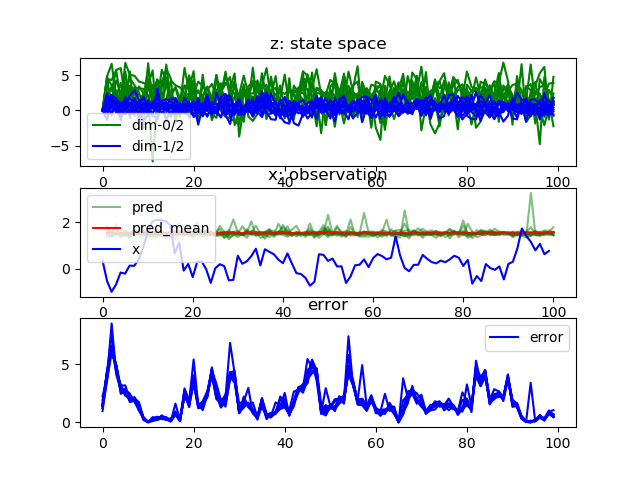 z: state space
5
0
−5
dim-0/2
dim-1/2
0
20
40
60
80
100
x: observation
2
0
pred
pred_mean
x
0
20
40
60
80
100
error
5
0
error
0
20
40
60
80
100